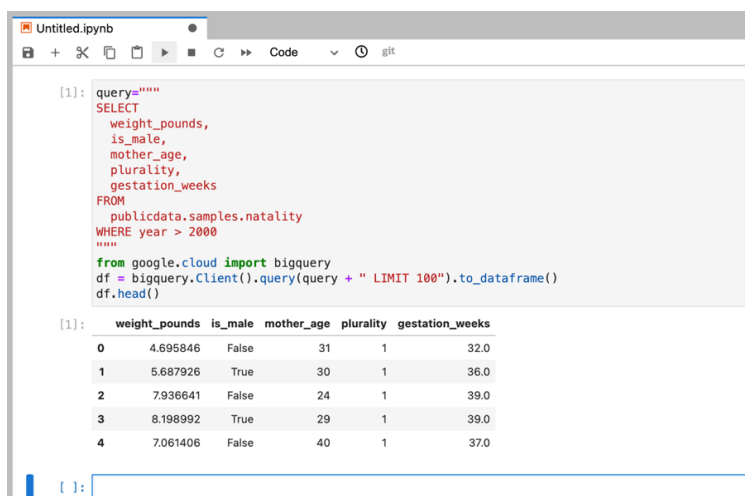 Untitled.ipynb
Code git
[1]: query="""
SELECT
  weight_pounds,
  is_male,
  mother_age,
  plurality,
  gestation_weeks
FROM
  publicdata.samples.natality
WHERE year > 2000
"""
from google.cloud import bigquery
df = bigquery.Client().query(query + " LIMIT 100").to_dataframe()
df.head()
[1]: weight_pounds is_male mother_age plurality gestation_weeks
0 4.695846 False 31 1 32.0
1 5.687926 True 30 1 36.0
2 7.936641 False 24 1 39.0
3 8.198992 True 29 1 39.0
4 7.061406 False 40 1 37.0
[ ]: